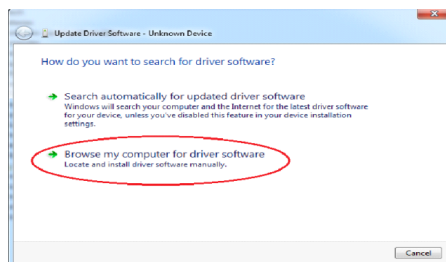 Update Driver Software - Unknown Device
How do you want to search for driver software?
Search automatically for updated driver software
Windows will search your computer and the Internet for the latest driver software
for your device, unless you've disabled this feature in your device installation
settings.
Browse my computer for driver software
Locate and install driver software manually.
Cancel